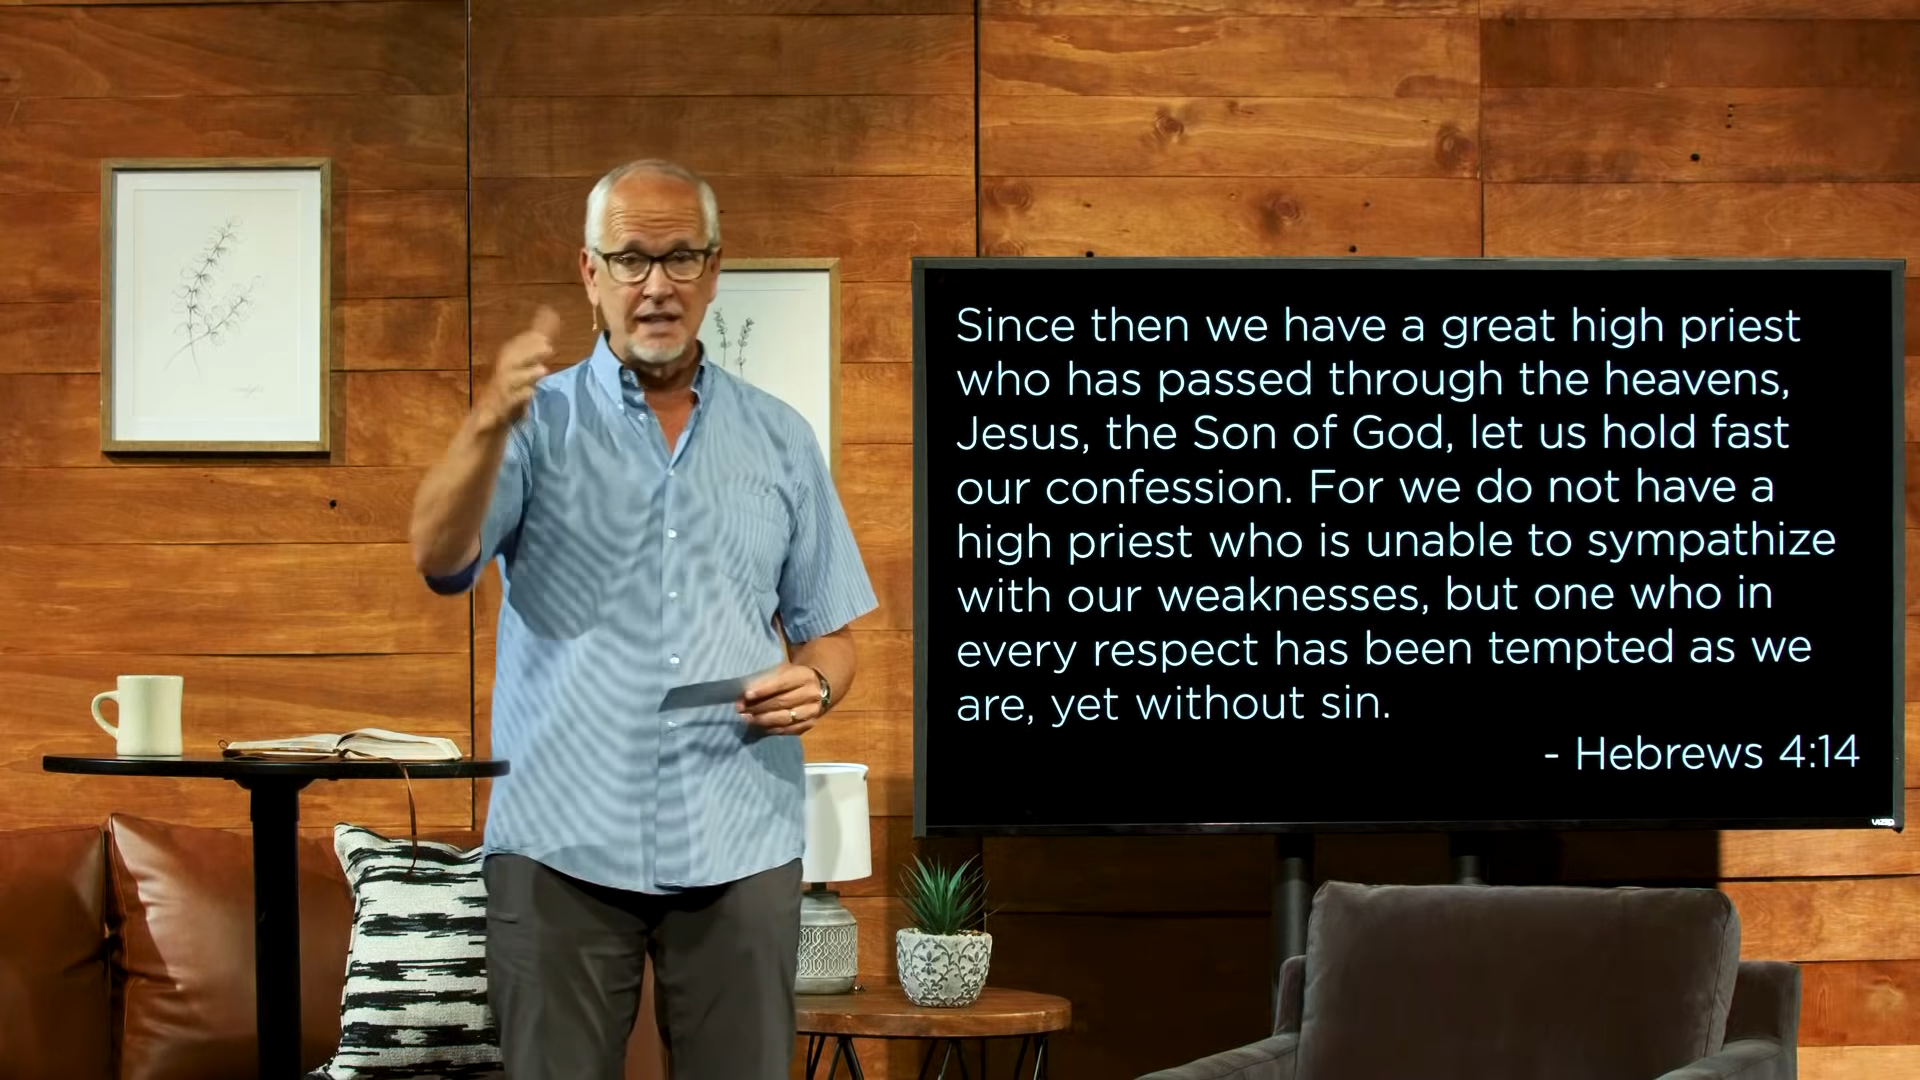 Since then we have a great high priest
who has passed through the heavens,
Jesus, the Son of God, let us hold fast
our confession. For we do not have a
high priest who is unable to sympathize
with our weaknesses, but one who in
every respect has been tempted as we
are, yet without sin.
- Hebrews 4:14
VIZIO